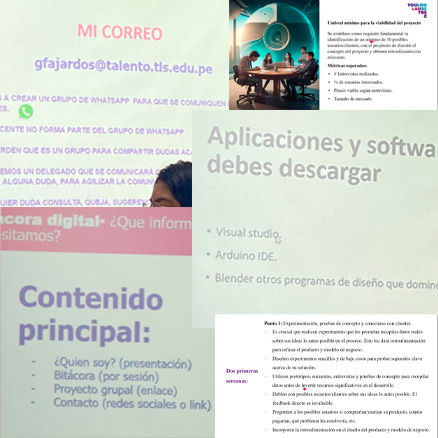 MI CORREO
gfajardos@talento.tls.edu.pe
S A CREAR UN GRUPO DE WHATSAPP PARA QUE SE COMUNIQUEN
ES.
CENTE NO FORMA PARTE DEL GRUPO DE WHATSAPP
ERDEN QUE ES UN GRUPO PARA COMPARTIR DUDAS AC
EMOS UN DELEGADO QUE SE COMUNICARÁ
ALGUNA DUDA, PARA AGILIZAR LA COMUN
UIER DUDA CONSULTA, QUEJA, SUGEREN
TOULOU
LAUTRE
C
Umbral mínimo para la viabilidad del proyecto
Se establece como requisito fundamental la
identificación de un mínimo de 50 posibles
usuarios/clientes, con el propósito de discutir el
concepto del proyecto y obtener retroalimentación
relevante.
Métricas esperadas:
• # Entrevistas realizadas.
• % de usuarios interesados.
• Precio viable según entrevistas.
• Tamaño de mercado.
Aplicaciones y softwa
debes descargar
• Visual studio.
• Arduino IDE.
• Blender otros programas de diseño que domine
ácora digital• ¿Que inform
sitamos?
Contenido
principal:
- ¿Quien soy? (presentación)
- Bitácora (por sesión)
- Proyecto grupal (enlace)
- Contacto (redes sociales o link)
Dos primeras
semanas:
Punto 1: Experimentación, pruebas de concepto y conversar con clientes.
· Es crucial que realicen experimentos que les permitan recopilar datos reales
sobre sus ideas lo antes posible en el proceso. Esto les dará retroalimentación
para refinar el producto y modelo de negocio.
· Diseñen experimentos sencillos y de bajo costo para probar supuestos clave
acerca de su solución.
· Utilicen prototipos, encuestas, entrevistas y pruebas de concepto para recopilar
datos antes de invertir recursos significativos en el desarrollo.
· Hablen con posibles usuarios/clientes sobre sus ideas lo antes posible. El
feedback directo es invaluable.
· Pregunten a los posibles usuarios si comprarían/usarían su producto, cuánto
pagarían, qué problemas les resolvería, etc.
· Incorporen la retroalimentación en el diseño del producto y modelo de negocio.